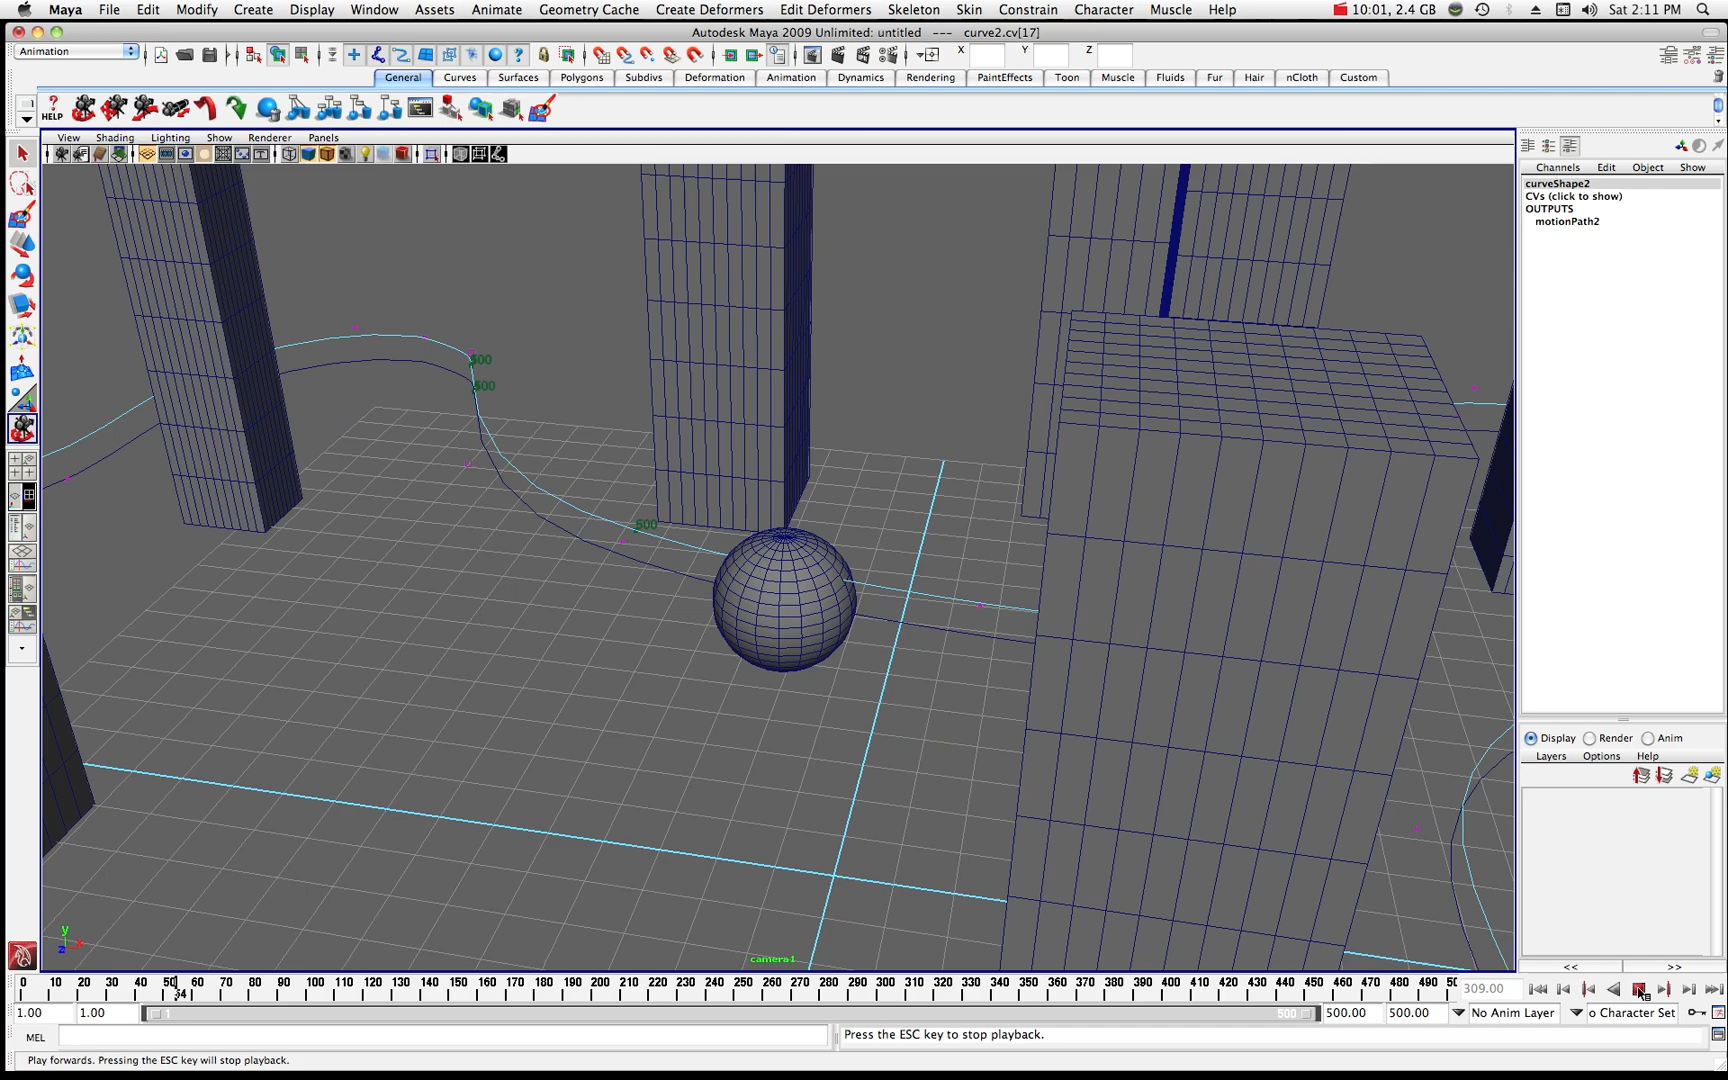 Maya File Edit Modify Create Display Window Assets Animate Geometry Cache Create Deformers Edit Deformers Skeleton Skin Constrain Character Muscle Help 10:01, 2.4 GB Sat 2:11 PM
Autodesk Maya 2009 Unlimited: untitled --- curve2.cv[17]
Animation X Y Z
General Curves Surfaces Polygons Subdivs Deformation Animation Dynamics Rendering PaintEffects Toon Muscle Fluids Fur Hair nCloth Custom
? HELP
View Shading Lighting Show Renderer Panels
Channels Edit Object Show
curveShape2
CVs (click to show)
OUTPUTS
motionPath2
500
500
500
Display Render Anim
Layers Options Help
y
z x
camera1
<< >>
0 10 20 30 40 50 60 70 80 90 100 110 120 130 140 150 160 170 180 190 200 210 220 230 240 250 260 270 280 290 300 310 320 330 340 350 360 370 380 390 400 410 420 430 440 450 460 470 480 490 309.00
54
1.00 1.00 1 500 500.00 500.00 No Anim Layer o Character Set
MEL Press the ESC key to stop playback.
Play forwards. Pressing the ESC key will stop playback.